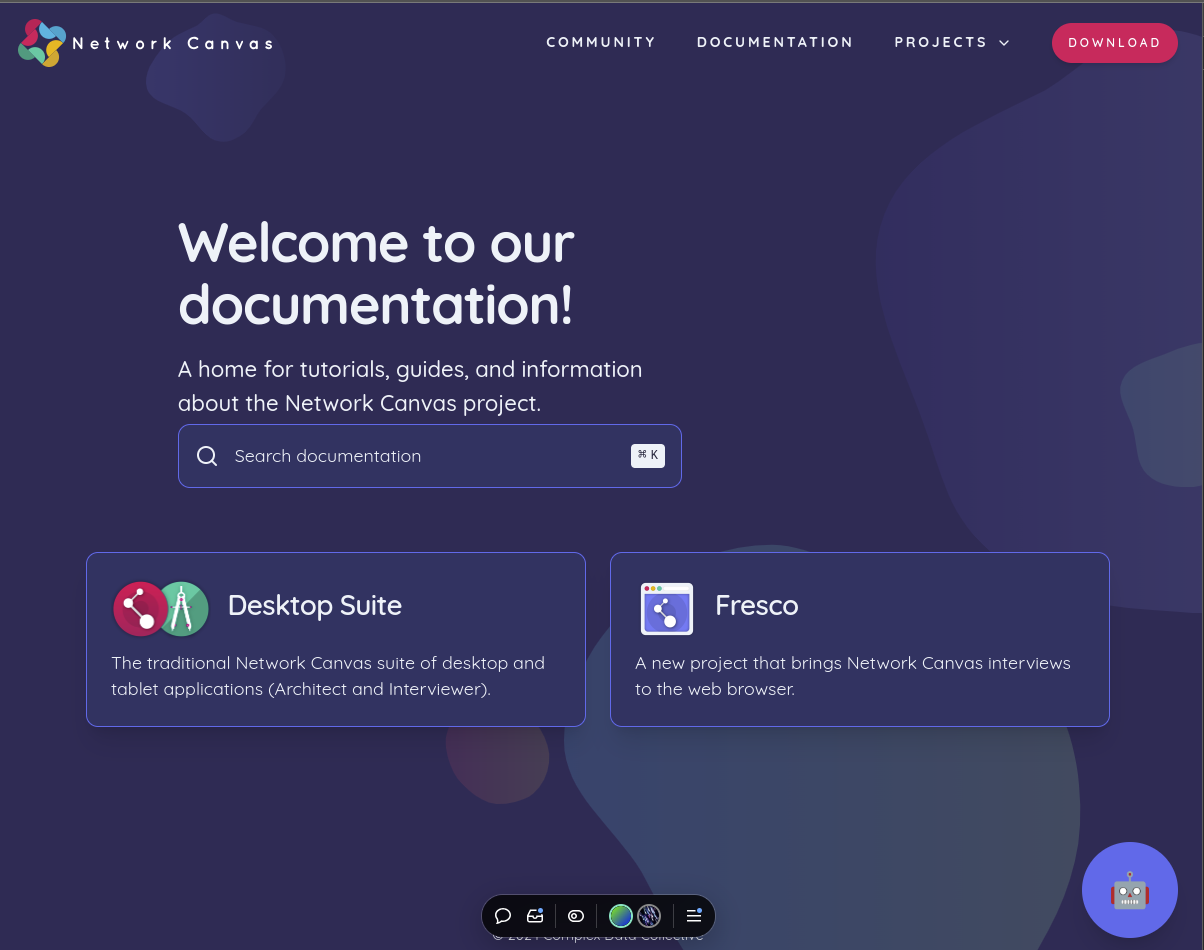 Network Canvas
COMMUNITY
DOCUMENTATION
PROJECTS
DOWNLOAD
Welcome to our
documentation!
A home for tutorials, guides, and information
about the Network Canvas project.
Search documentation
⌘ K
Desktop Suite
The traditional Network Canvas suite of desktop and
tablet applications (Architect and Interviewer).
Fresco
A new project that brings Network Canvas interviews
to the web browser.
© 2024 Complex Data Collective